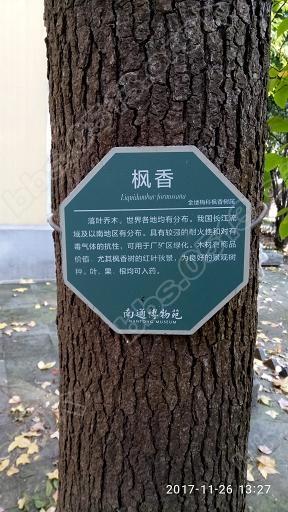 枫香
Liquidambar formosana
金缕梅科枫香树属
落叶乔木，世界各地均有分布，我国长江流
域及以南地区有分布。具有较强的耐火性和对有
毒气体的抗性，可用于厂矿区绿化。木材有商品
价值，尤其枫香树的红叶秋景，为良好的景观树
种。叶、果、根均可入药。
南通博物苑
NANTONG MUSEUM
2017-11-26 13:27